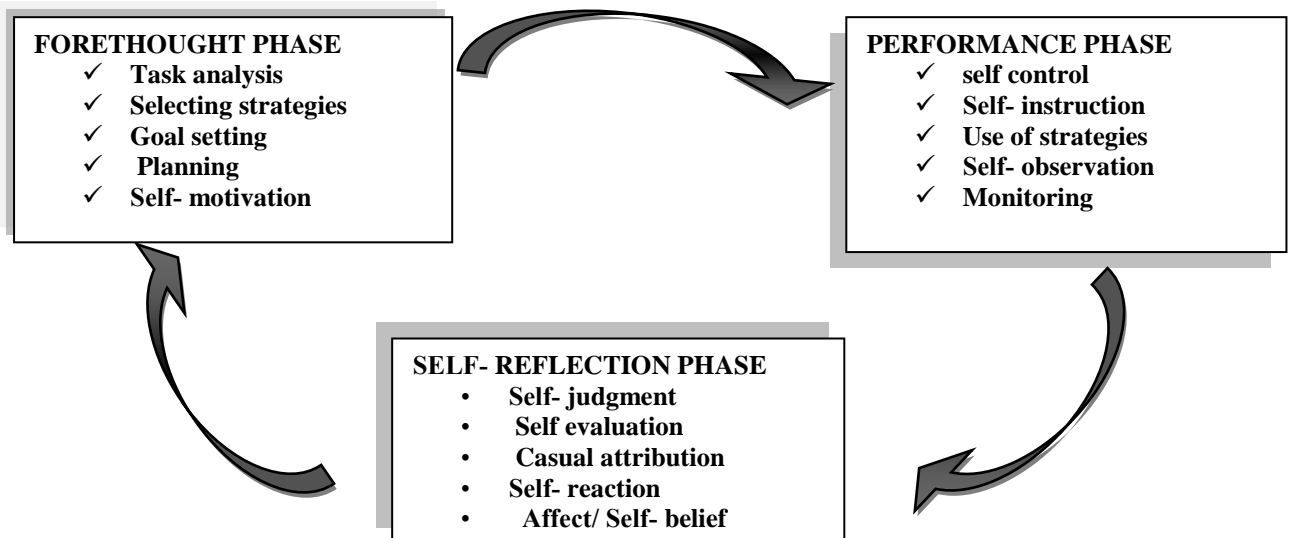 FORETHOUGHT PHASE
✓ Task analysis
✓ Selecting strategies
✓ Goal setting
✓ Planning
✓ Self- motivation
PERFORMANCE PHASE
✓ self control
✓ Self- instruction
✓ Use of strategies
✓ Self- observation
✓ Monitoring
SELF- REFLECTION PHASE
• Self- judgment
• Self evaluation
• Casual attribution
• Self- reaction
• Affect/ Self- belief